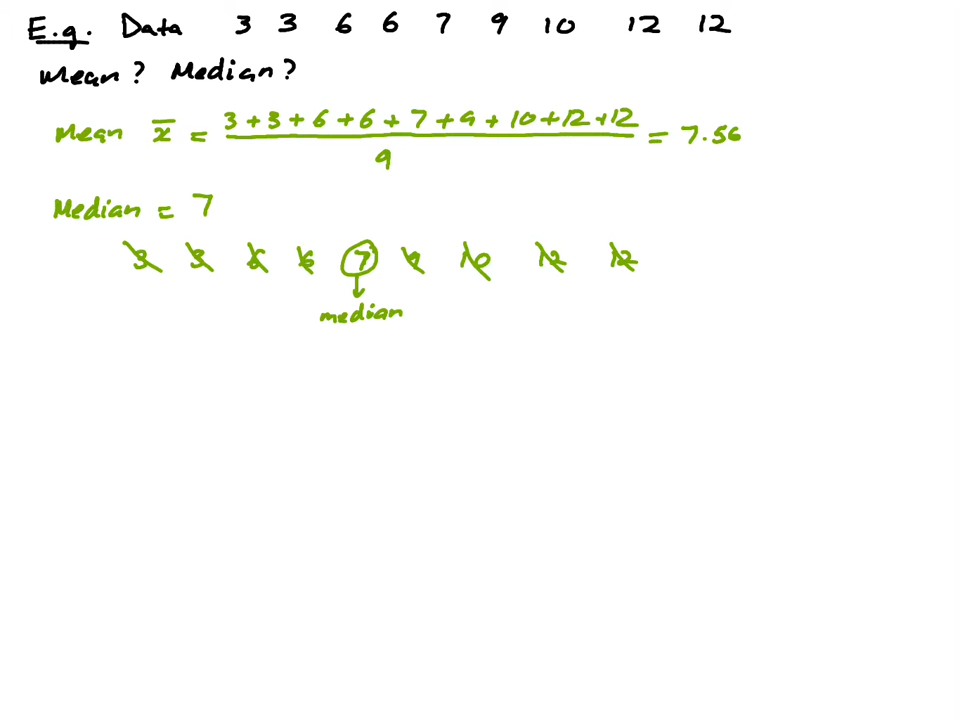 E.g. Data 3 3 6 6 7 9 10 12 12
Mean? Median?
Mean x̄ = (3+3+6+6+7+9+10+12+12)/9 = 7.56
Median = 7
3 3 6 6 7 9 10 12 12
median